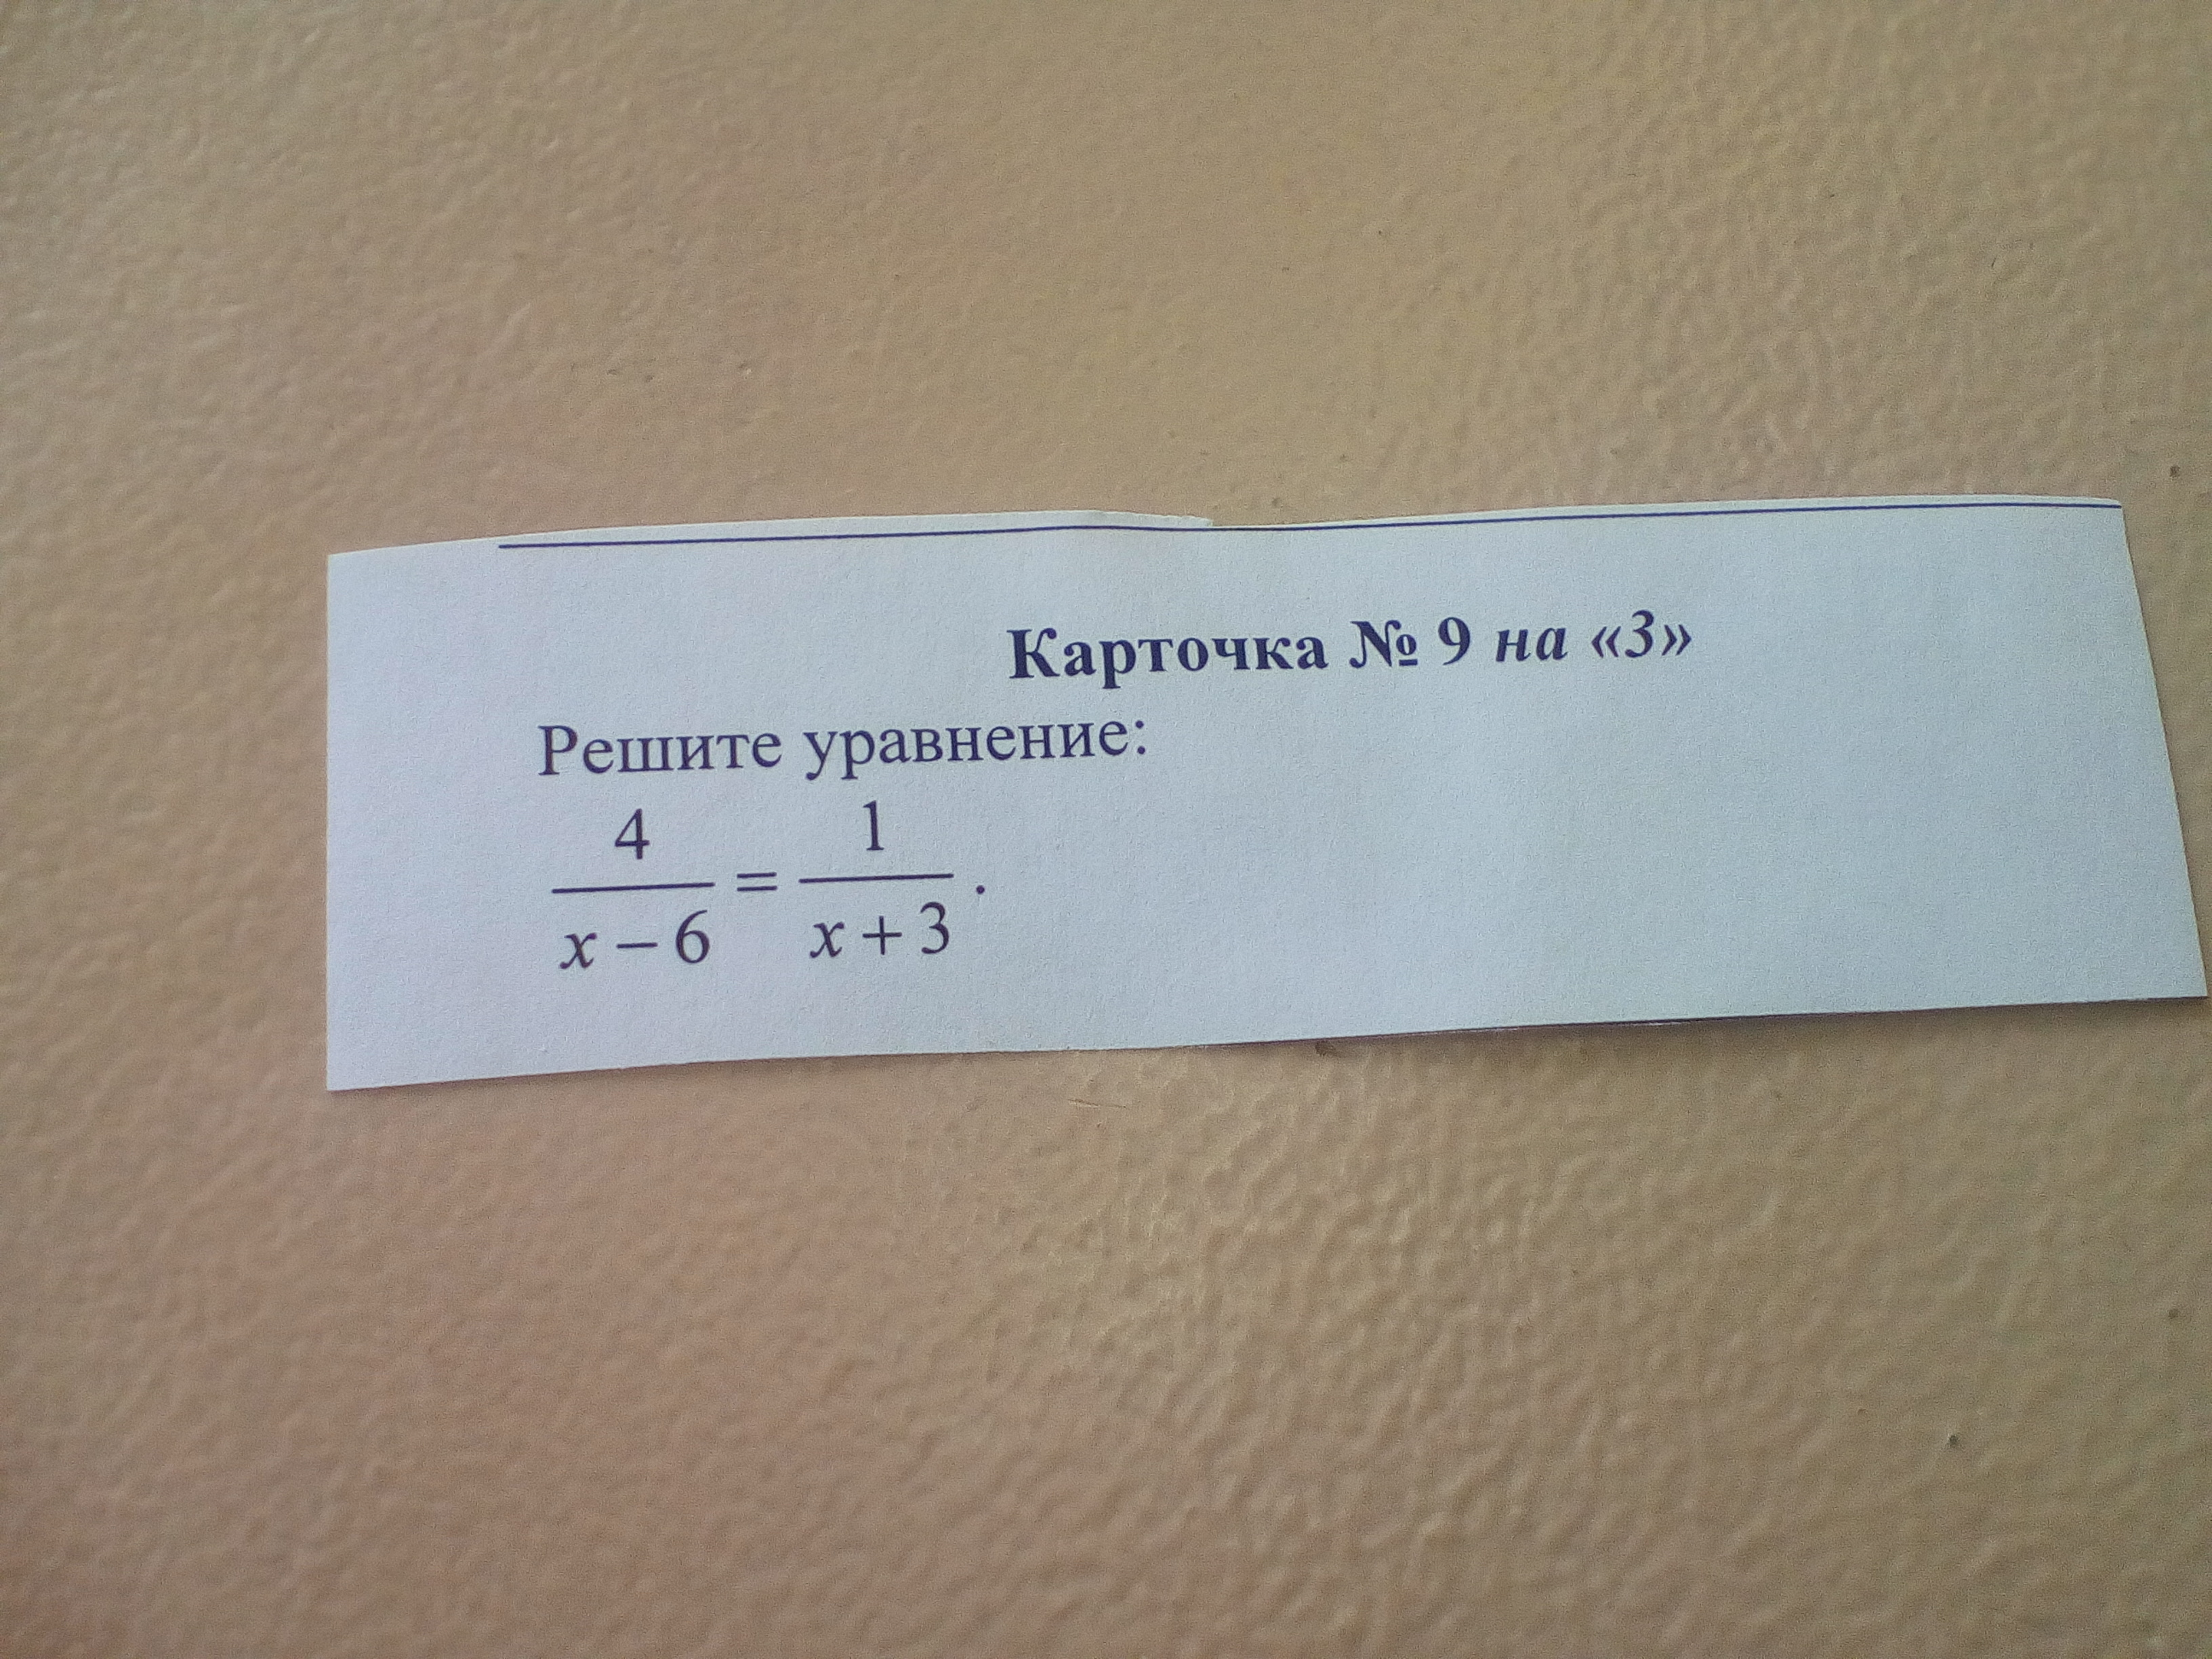 Карточка № 9 на «3»
Решите уравнение:
4/(x − 6) = 1/(x + 3).